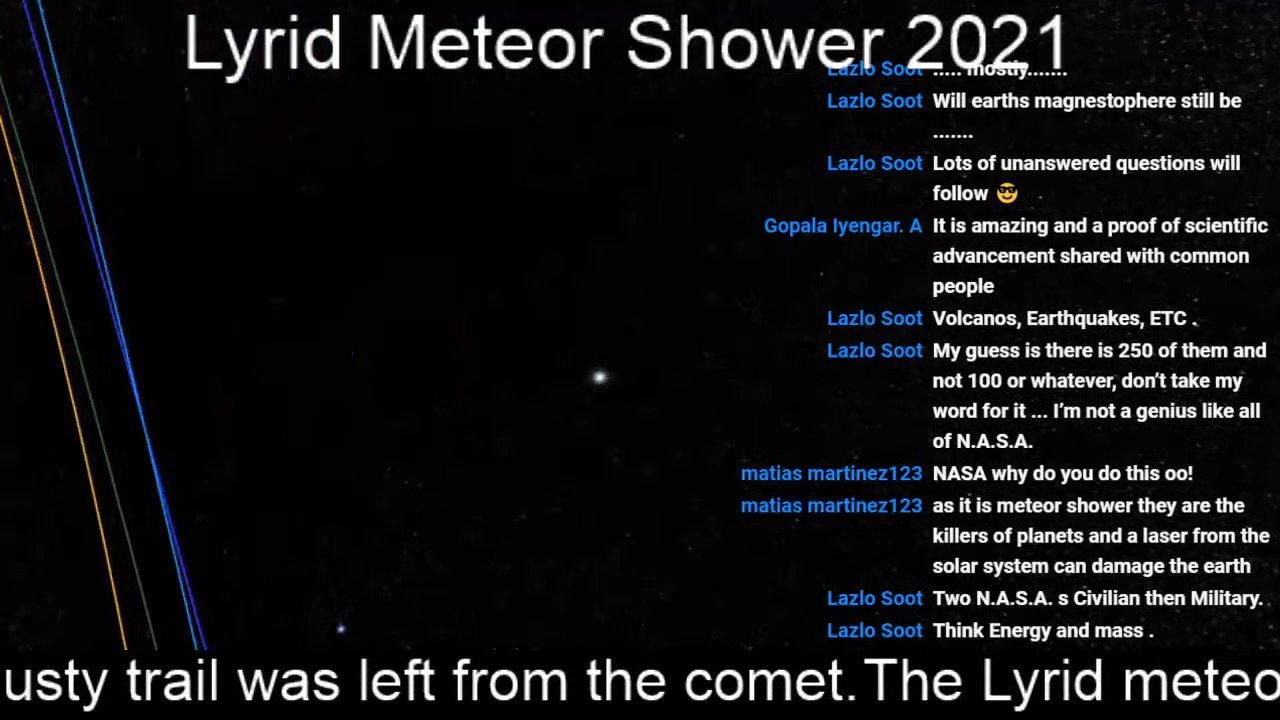 Lyrid Meteor Shower 2021
Lazlo Soot ..... mostly.......
Lazlo Soot Will earths magnestophere still be
.......
Lazlo Soot Lots of unanswered questions will
follow 😎
Gopala Iyengar. A It is amazing and a proof of scientific
advancement shared with common
people
Lazlo Soot Volcanos, Earthquakes, ETC .
Lazlo Soot My guess is there is 250 of them and
not 100 or whatever, don’t take my
word for it ... I’m not a genius like all
of N.A.S.A.
matias martinez123 NASA why do you do this oo!
matias martinez123 as it is meteor shower they are the
killers of planets and a laser from the
solar system can damage the earth
Lazlo Soot Two N.A.S.A. s Civilian then Military.
Lazlo Soot Think Energy and mass .
usty trail was left from the comet. The Lyrid meteo